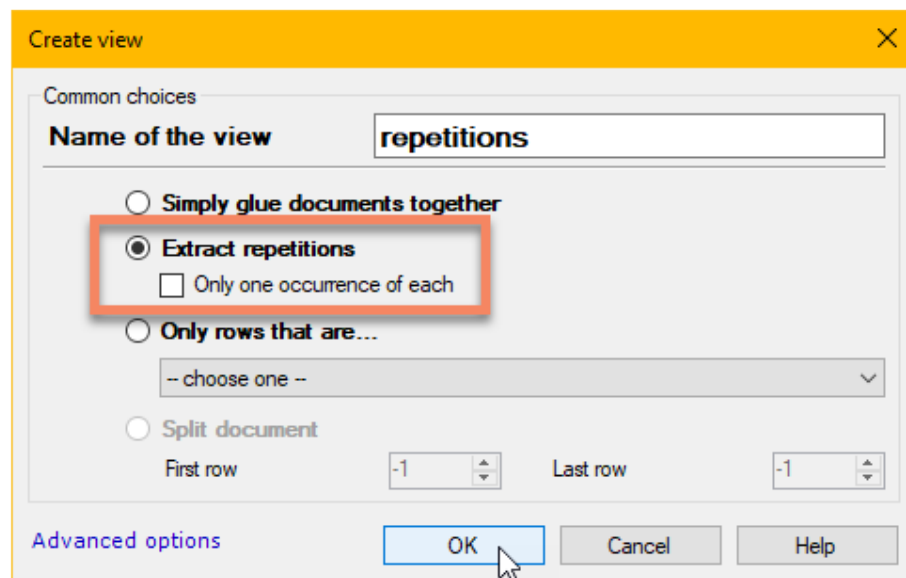 Create view
Common choices
Name of the view repetitions
Simply glue documents together
Extract repetitions
Only one occurrence of each
Only rows that are...
-- choose one --
Split document
First row -1 Last row -1
Advanced options OK Cancel Help